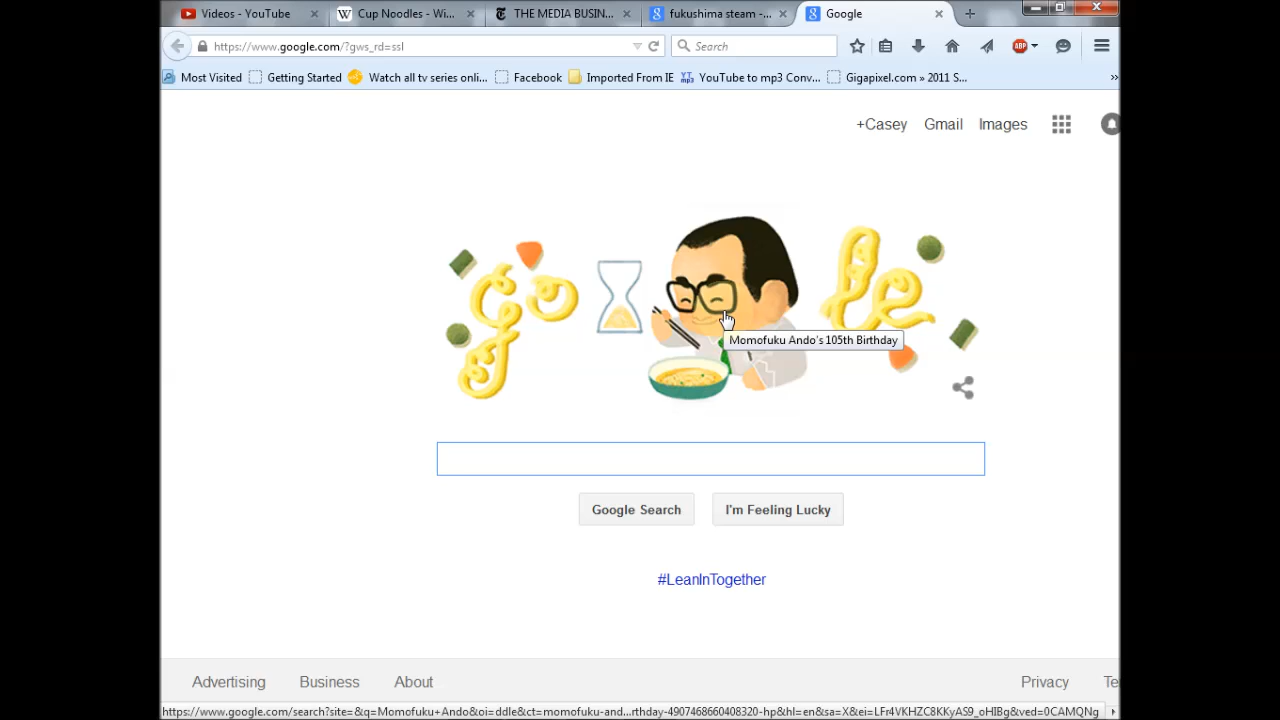 Videos - YouTube
Cup Noodles - Wi...
THE MEDIA BUSIN...
fukushima steam -...
Google
https://www.google.com/?gws_rd=ssl
Search
ABP
Most Visited
Getting Started
Watch all tv series onli...
Facebook
Imported From IE
YouTube to mp3 Conv...
Gigapixel.com » 2011 S...
»
+Casey
Gmail
Images
go le
Momofuku Ando's 105th Birthday
Google Search
I'm Feeling Lucky
#LeanInTogether
Advertising
Business
About
Privacy
Te
https://www.google.com/search?site=&q=Momofuku+Ando&oi=ddle&ct=momofuku-and...rthday-4907468660408320-hp&hl=en&sa=X&ei=LFr4VKHZC8KKyAS9_oHIBg&ved=0CAMQNg